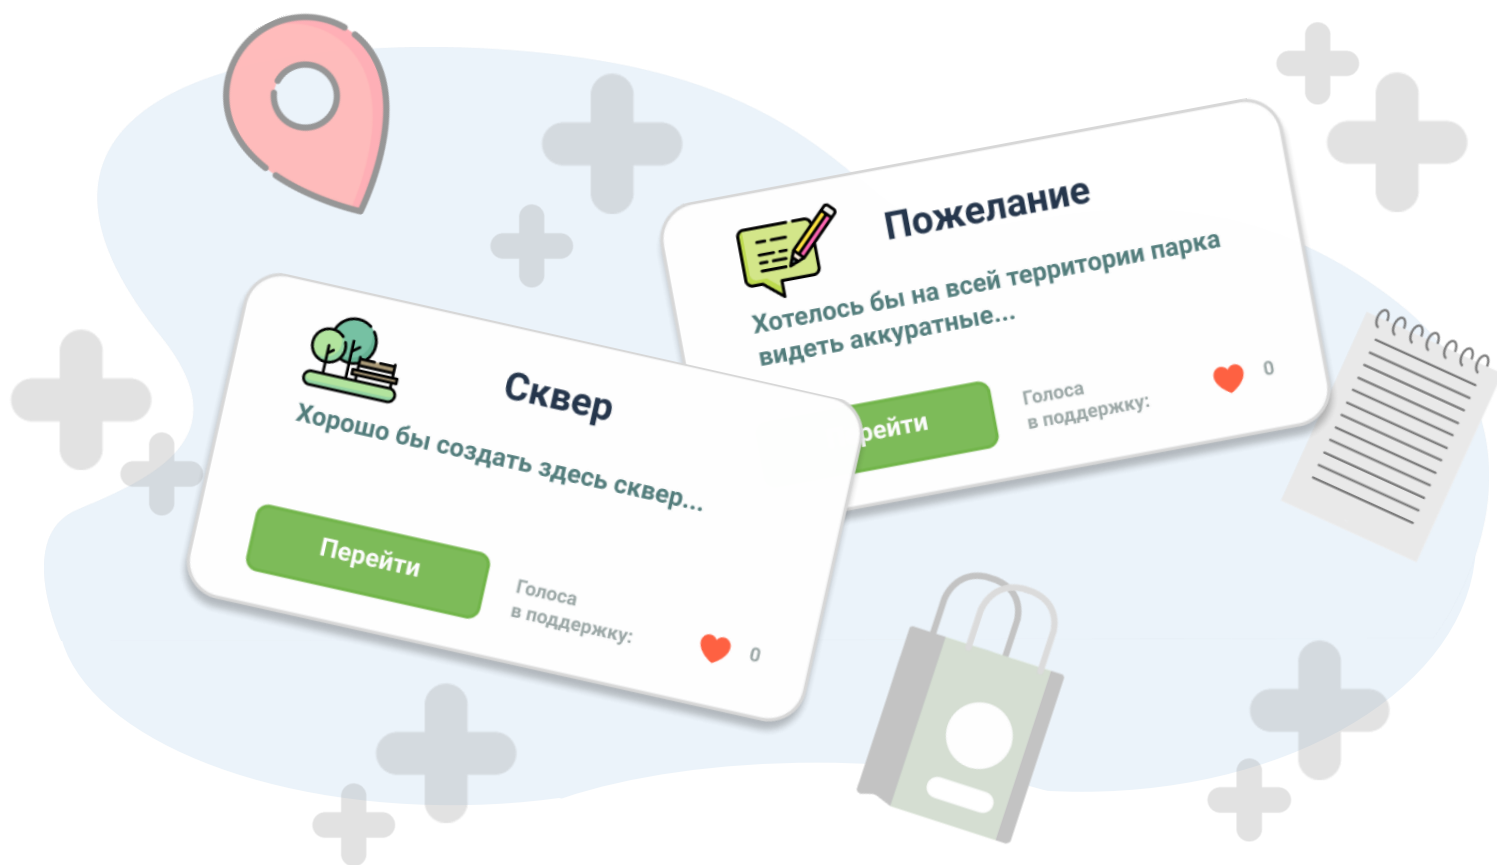 Пожелание
Хотелось бы на всей территории парка
видеть аккуратные...
рейти
Голоса
в поддержку:
0
Сквер
Хорошо бы создать здесь сквер...
Перейти
Голоса
в поддержку:
0